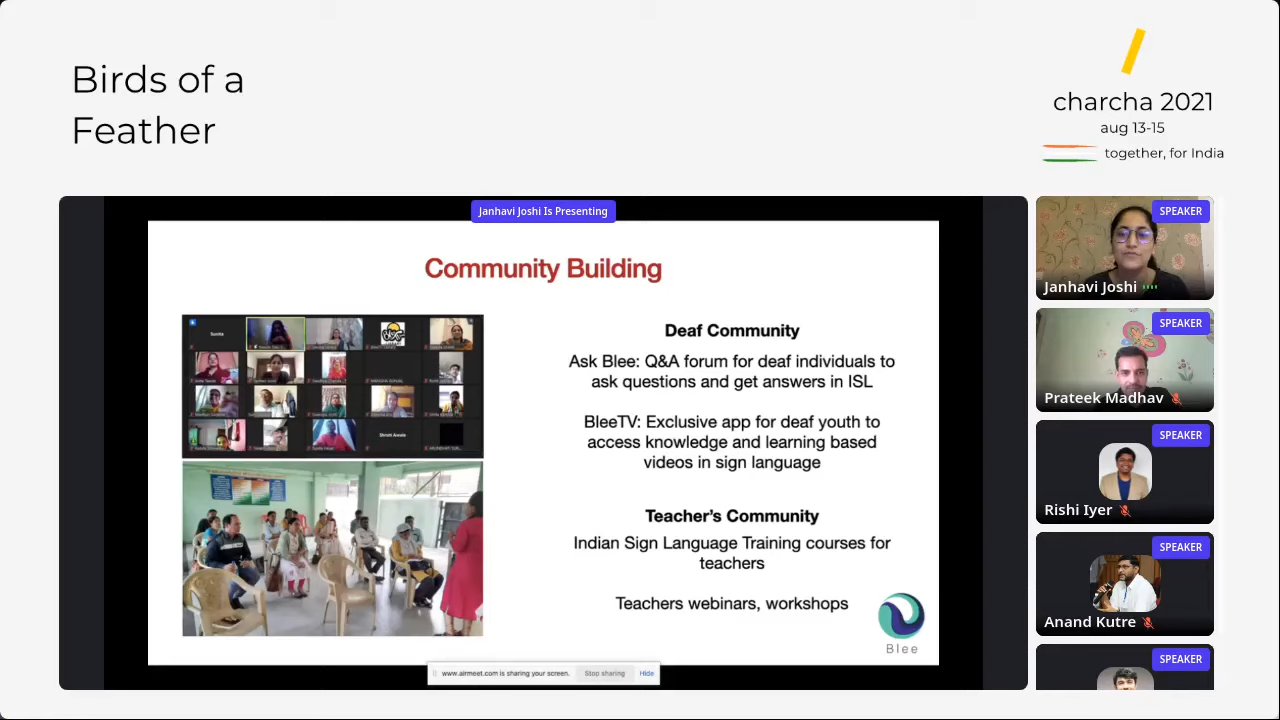 Birds of a
Feather
charcha 2021
aug 13-15
together, for India
Janhavi Joshi Is Presenting
Community Building
Sunita
Shruti Awale
Deaf Community
Ask Blee: Q&A forum for deaf individuals to
ask questions and get answers in ISL
BleeTV: Exclusive app for deaf youth to
access knowledge and learning based
videos in sign language
Teacher's Community
Indian Sign Language Training courses for
teachers
Teachers webinars, workshops
Blee
www.airmeet.com is sharing your screen.
Stop sharing
Hide
SPEAKER
Janhavi Joshi
SPEAKER
Prateek Madhav
SPEAKER
Rishi Iyer
SPEAKER
Anand Kutre
SPEAKER